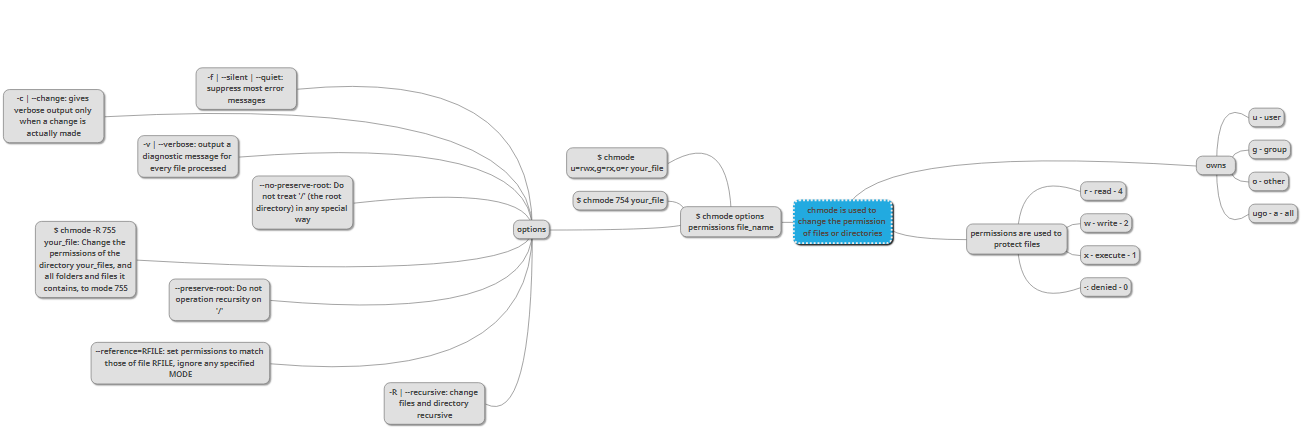 -f | --silent | --quiet:
suppress most error
messages
-c | --change: gives
verbose output only
when a change is
actually made
-v | --verbose: output a
diagnostic message for
every file processed
--no-preserve-root: Do
not treat '/' (the root
directory) in any special
way
$ chmode -R 755
your_file: Change the
permissions of the
directory your_files, and
all folders and files it
contains, to mode 755
--preserve-root: Do not
operation recursity on
'/'
--reference=RFILE: set permissions to match
those of file RFILE, ignore any specified
MODE
-R | --recursive: change
files and directory
recursive
options
$ chmode
u=rwx,g=rx,o=r your_file
$ chmode 754 your_file
$ chmode options
permissions file_name
chmode is used to
change the permission
of files or directories
permissions are used to
protect files
r - read - 4
w - write - 2
x - execute - 1
-: denied - 0
owns
u - user
g - group
o - other
ugo - a - all